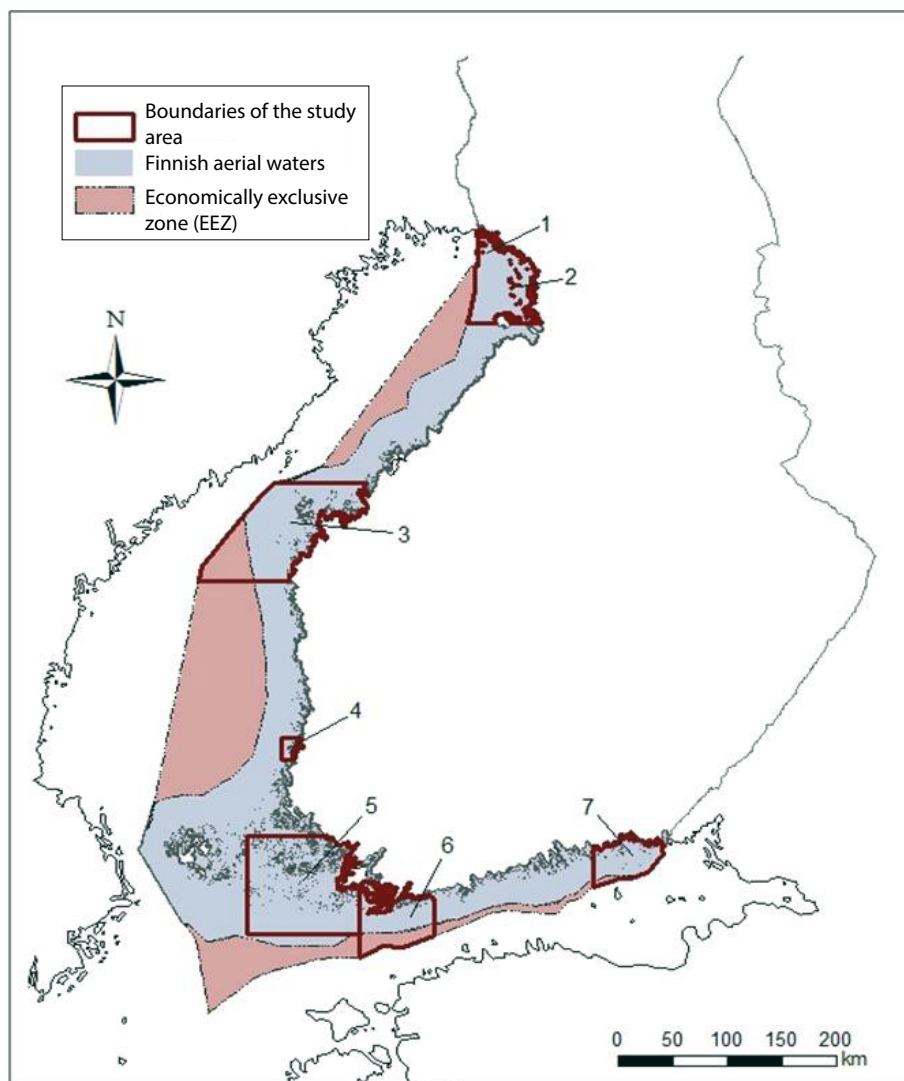 Boundaries of the study
area
Finnish aerial waters
Economically exclusive
zone (EEZ)
1
2
N
3
4
5
6
7
0 50 100 150 200
km